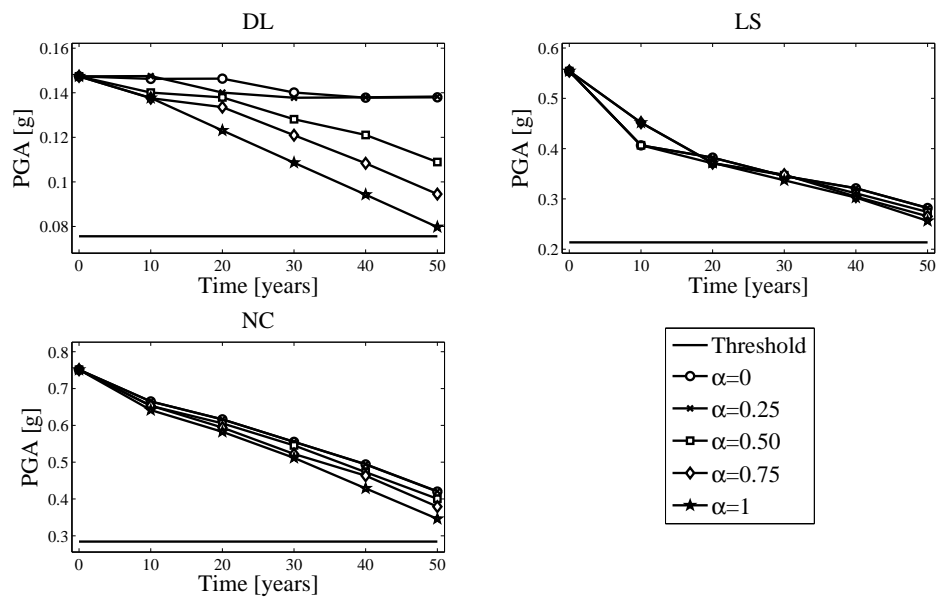 DL
0.16
0.14
0.12
0.1
0.08
PGA [g]
0 10 20 30 40 50
Time [years]
LS
0.6
0.5
0.4
0.3
0.2
PGA [g]
0 10 20 30 40 50
Time [years]
NC
0.8
0.7
0.6
0.5
0.4
0.3
PGA [g]
0 10 20 30 40 50
Time [years]
Threshold
α=0
α=0.25
α=0.50
α=0.75
α=1